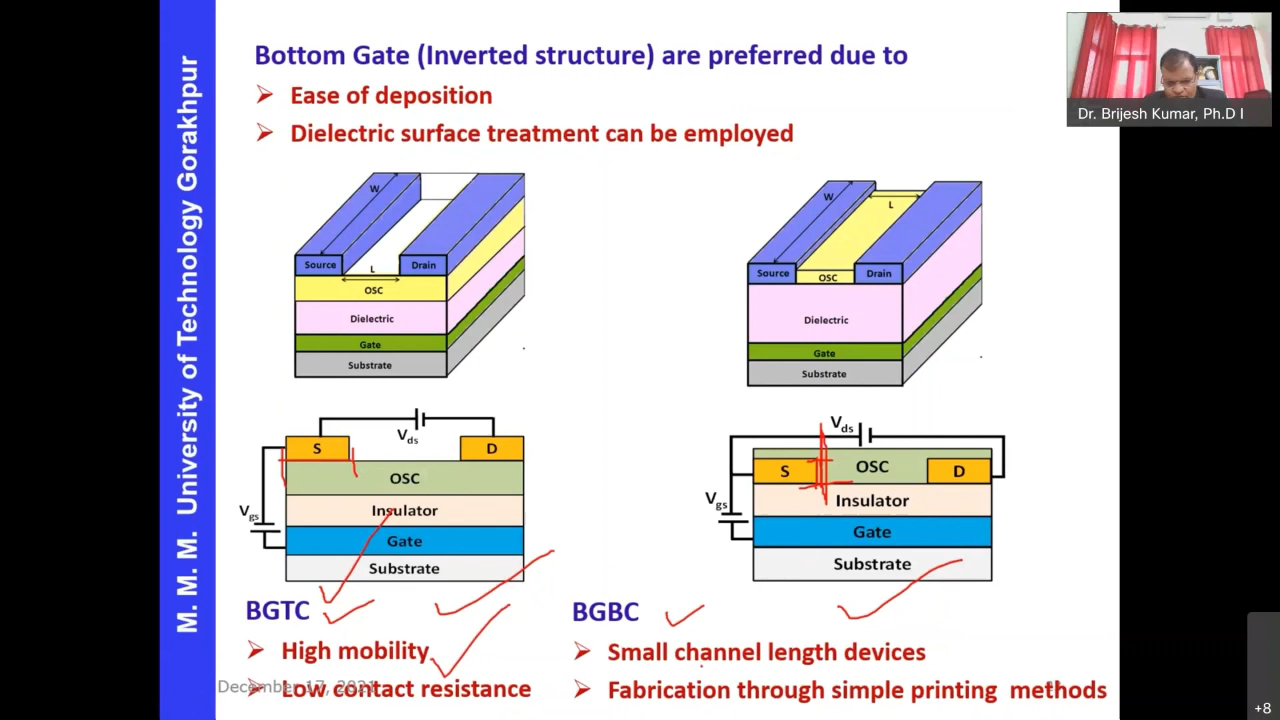 M. M. M. University of Technology Gorakhpur
Bottom Gate (Inverted structure) are preferred due to
Ease of deposition
Dielectric surface treatment can be employed
Dr. Brijesh Kumar, Ph.D I
W
Source
L
Drain
OSC
Dielectric
Gate
Substrate
W
L
Source
OSC
Drain
Dielectric
Gate
Substrate
Vds
S
D
OSC
Vgs
Insulator
Gate
Substrate
Vds
S
OSC
D
Vgs
Insulator
Gate
Substrate
BGTC
High mobility
Low contact resistance
BGBC
Small channel length devices
Fabrication through simple printing methods
December 17, 2021
+8